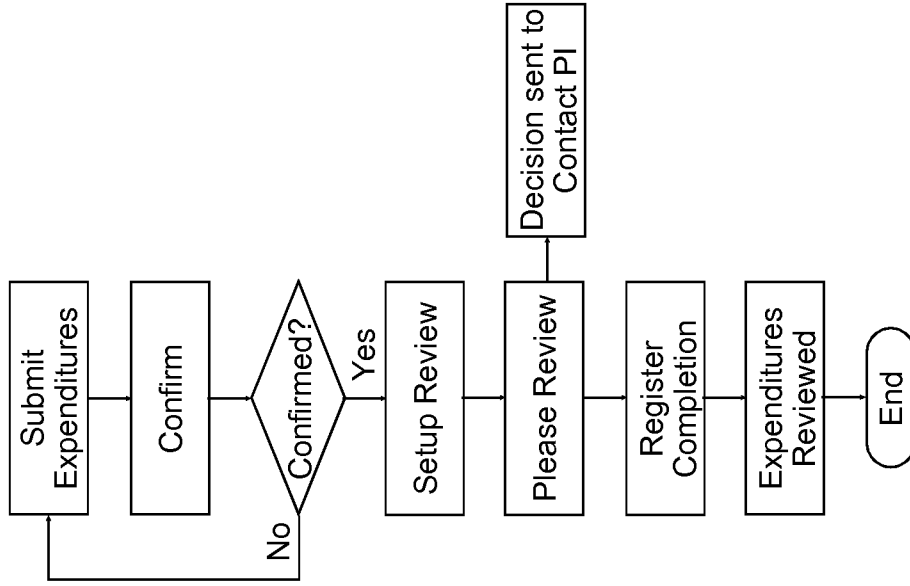 Submit
Expenditures
Confirm
Confirmed?
No
Yes
Setup Review
Please Review
Decision sent to
Contact PI
Register
Completion
Expenditures
Reviewed
End